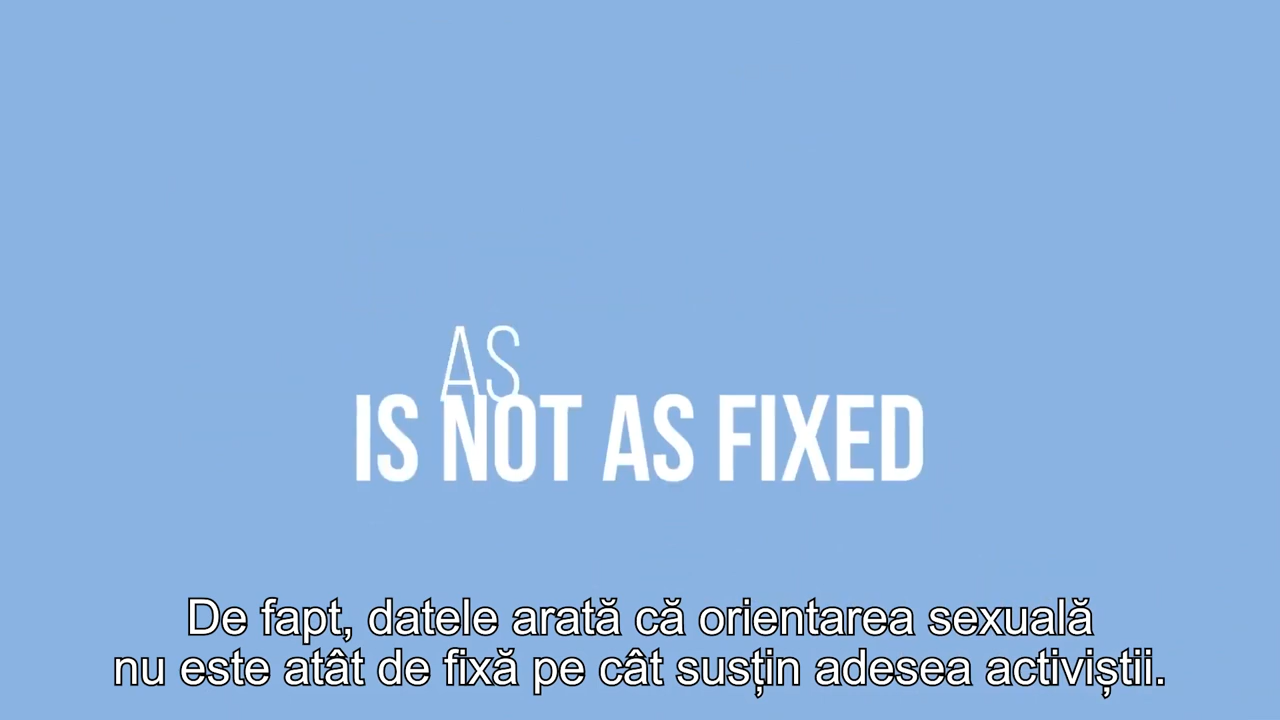 AS
IS NOT AS FIXED
De fapt, datele arată că orientarea sexuală
nu este atât de fixă pe cât susțin adesea activiștii.